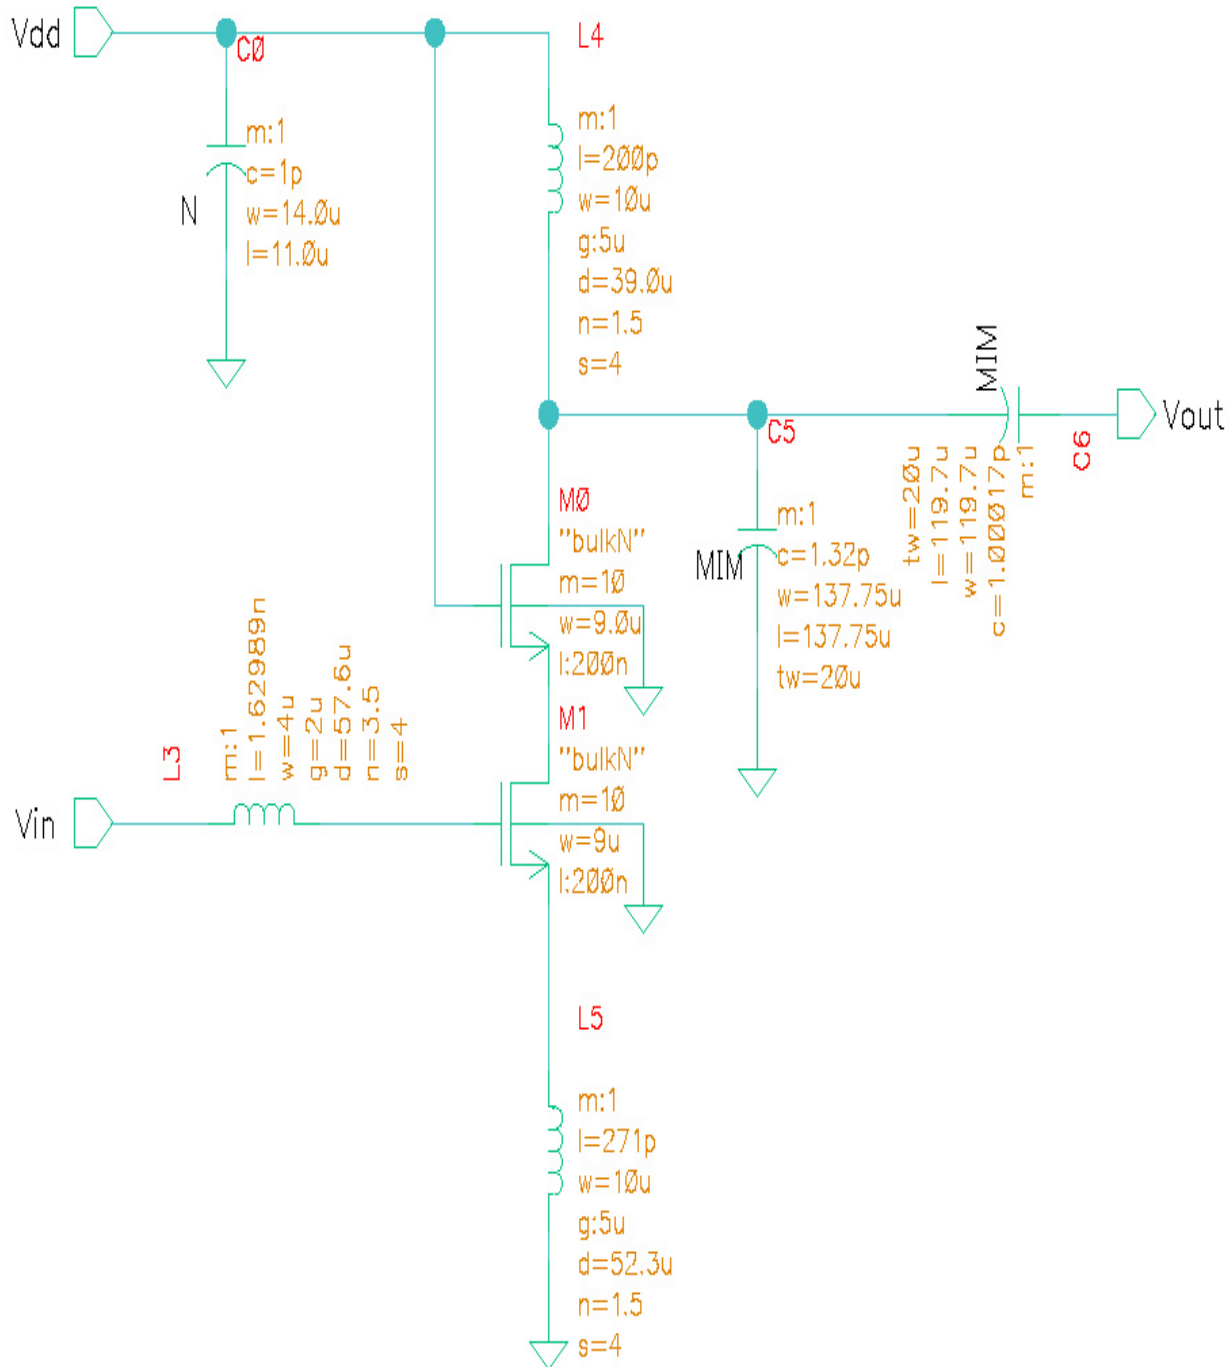 Vdd
C0
m:1
c=1p
w=14.0u
l=11.0u
N
L4
m:1
l=200p
w=10u
g:5u
d=39.0u
n=1.5
s=4
MIM
C6
m:1
c=1.00017p
w=119.7u
l=119.7u
tw=20u
Vout
C5
m:1
c=1.32p
w=137.75u
l=137.75u
tw=20u
MIM
M0
"bulkN"
m=10
w=9.0u
l:200n
M1
"bulkN"
m=10
w=9u
l:200n
L3
m:1
l=1.62989n
w=4u
g=2u
d=57.6u
n=3.5
s=4
Vin
L5
m:1
l=271p
w=10u
g:5u
d=52.3u
n=1.5
s=4